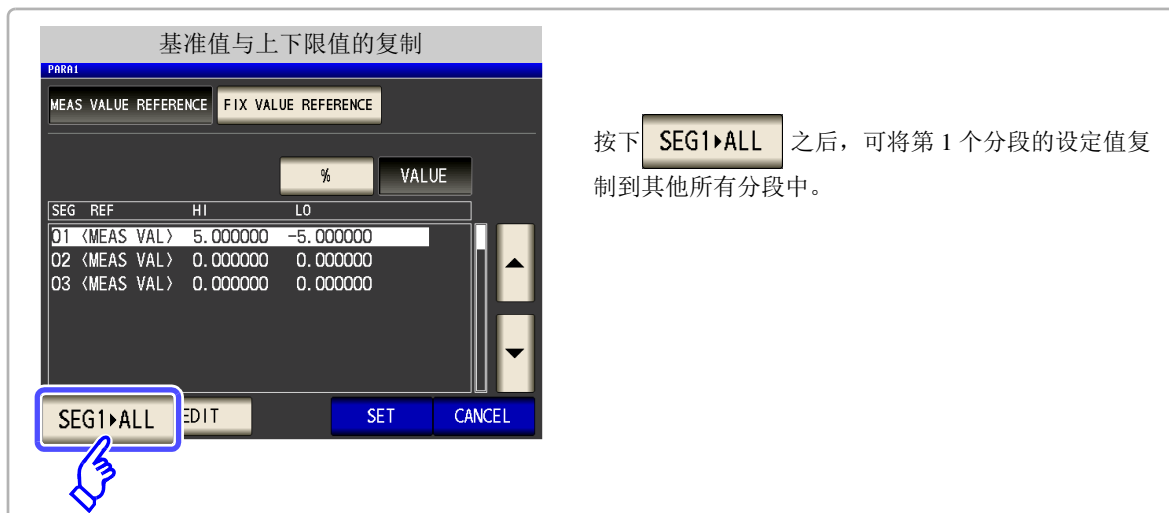 基准值与上下限值的复制
PARA1
MEAS VALUE REFERENCE FIX VALUE REFERENCE
% VALUE
SEG REF HI LO
01 <MEAS VAL> 5.000000 -5.000000
02 <MEAS VAL> 0.000000 0.000000
03 <MEAS VAL> 0.000000 0.000000
SEG1▸ALL EDIT SET CANCEL
按下 SEG1▸ALL 之后，可将第 1 个分段的设定值复
制到其他所有分段中。